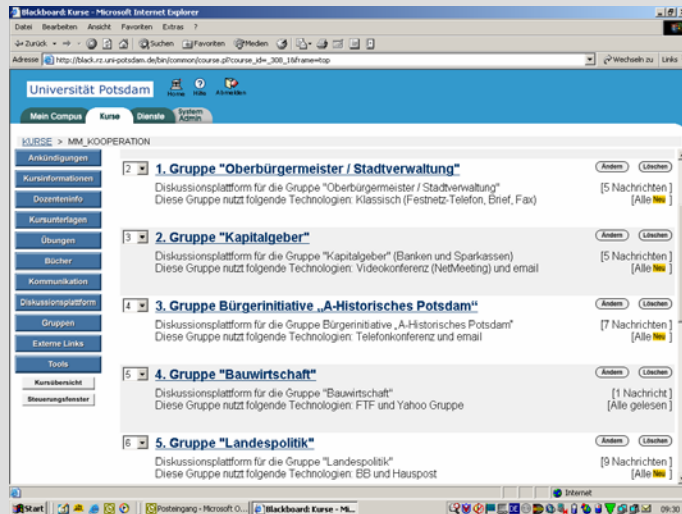 Blackboard: Kurse - Microsoft Internet Explorer
Datei Bearbeiten Ansicht Favoriten Extras ?
Zurück Suchen Favoriten Medien
Adresse http://black.rz.uni-potsdam.de/bin/common/course.pl?course_id=_308_1&frame=top Wechseln zu Links
Universität Potsdam Home Hilfe Abmelden
Mein Campus Kurse Dienste System Admin
KURSE > MM_KOOPERATION
Ankündigungen
Kursinformationen
Dozenteninfo
Kursunterlagen
Übungen
Bücher
Kommunikation
Diskussionsplattform
Gruppen
Externe Links
Tools
Kursübersicht
Steuerungsfenster
2 1. Gruppe "Oberbürgermeister / Stadtverwaltung" Ändern Löschen
Diskussionsplattform für die Gruppe "Oberbürgermeister / Stadtverwaltung" [5 Nachrichten ]
Diese Gruppe nutzt Technologien: Klassisch (Festnetz-Telefon, Brief, Fax) [Alle Neu ]
3 2. Gruppe "Kapitalgeber" Ändern Löschen
Diskussionsplattform für die Gruppe "Kapitalgeber" (Banken und Sparkassen) [5 Nachrichten ]
Diese Gruppe nutzt Technologien: Videokonferenz (NetMeeting) und email [Alle Neu ]
4 3. Gruppe Bürgerinitiative „A-Historisches Potsdam“ Ändern Löschen
Diskussionsplattform für die Gruppe Bürgerinitiative „A-Historisches Potsdam" [7 Nachrichten ]
Diese Gruppe nutzt Technologien: Telefonkonferenz und email [Alle Neu ]
5 4. Gruppe "Bauwirtschaft" Ändern Löschen
Diskussionsplattform für die Gruppe "Bauwirtschaft" [1 Nachricht ]
Diese Gruppe nutzt folgende Technologien: FTF und Yahoo Gruppe [Alle gelesen ]
6 5. Gruppe "Landespolitik" Ändern Löschen
Diskussionsplattform für die Gruppe "Landespolitik" [9 Nachrichten ]
Diese Gruppe nutzt folgende Technologien: BB und Hauspost [Alle Neu ]
Internet
Start Posteingang - Microsoft O... Blackboard: Kurse - Mi... 09:30